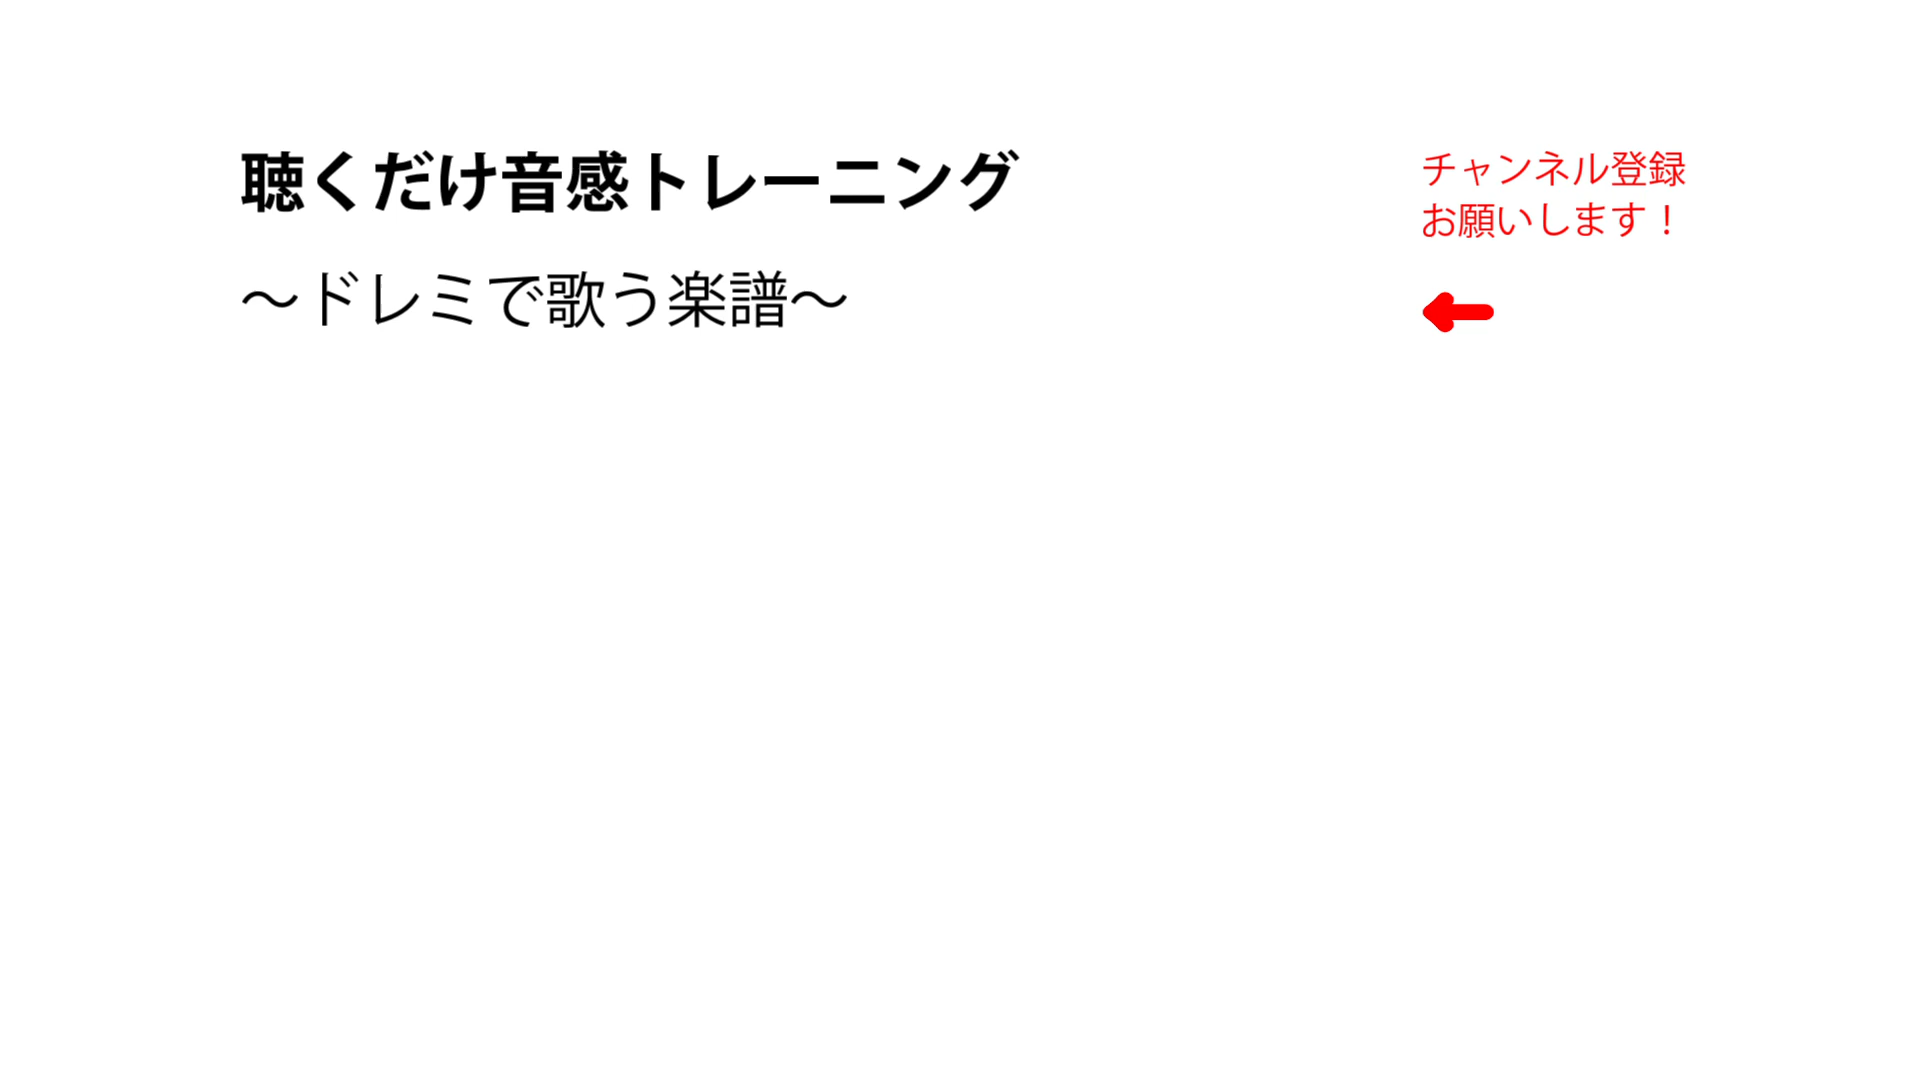 聴くだけ音感トレーニング
～ドレミで歌う楽譜～
チャンネル登録
お願いします！